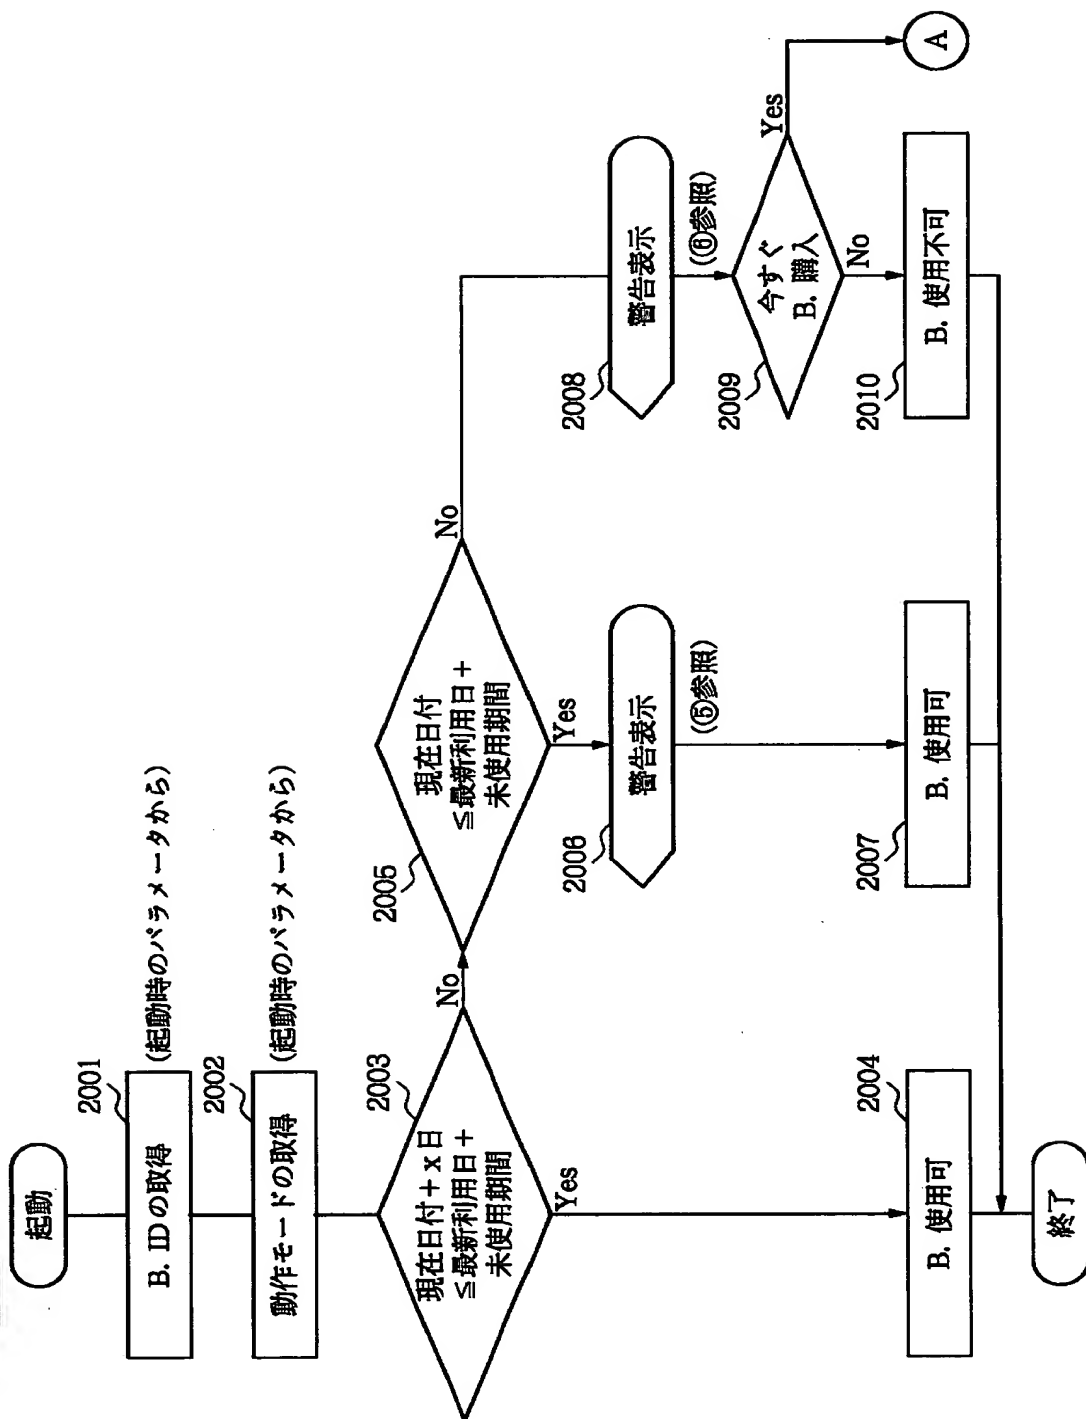 起動
2001
B. IDの取得
(起動時のパラメータから)
2002
動作モードの取得
(起動時のパラメータから)
2003
現在日付+x日
≦最新利用日+
未使用期間
No
Yes
2005
現在日付
≦最新利用日+
未使用期間
No
Yes
2006
警告表示
(⑤参照)
2008
警告表示
(⑥参照)
2009
今すぐ
B. 購入
Yes
No
A
2004
B. 使用可
2007
B. 使用可
2010
B. 使用不可
終了